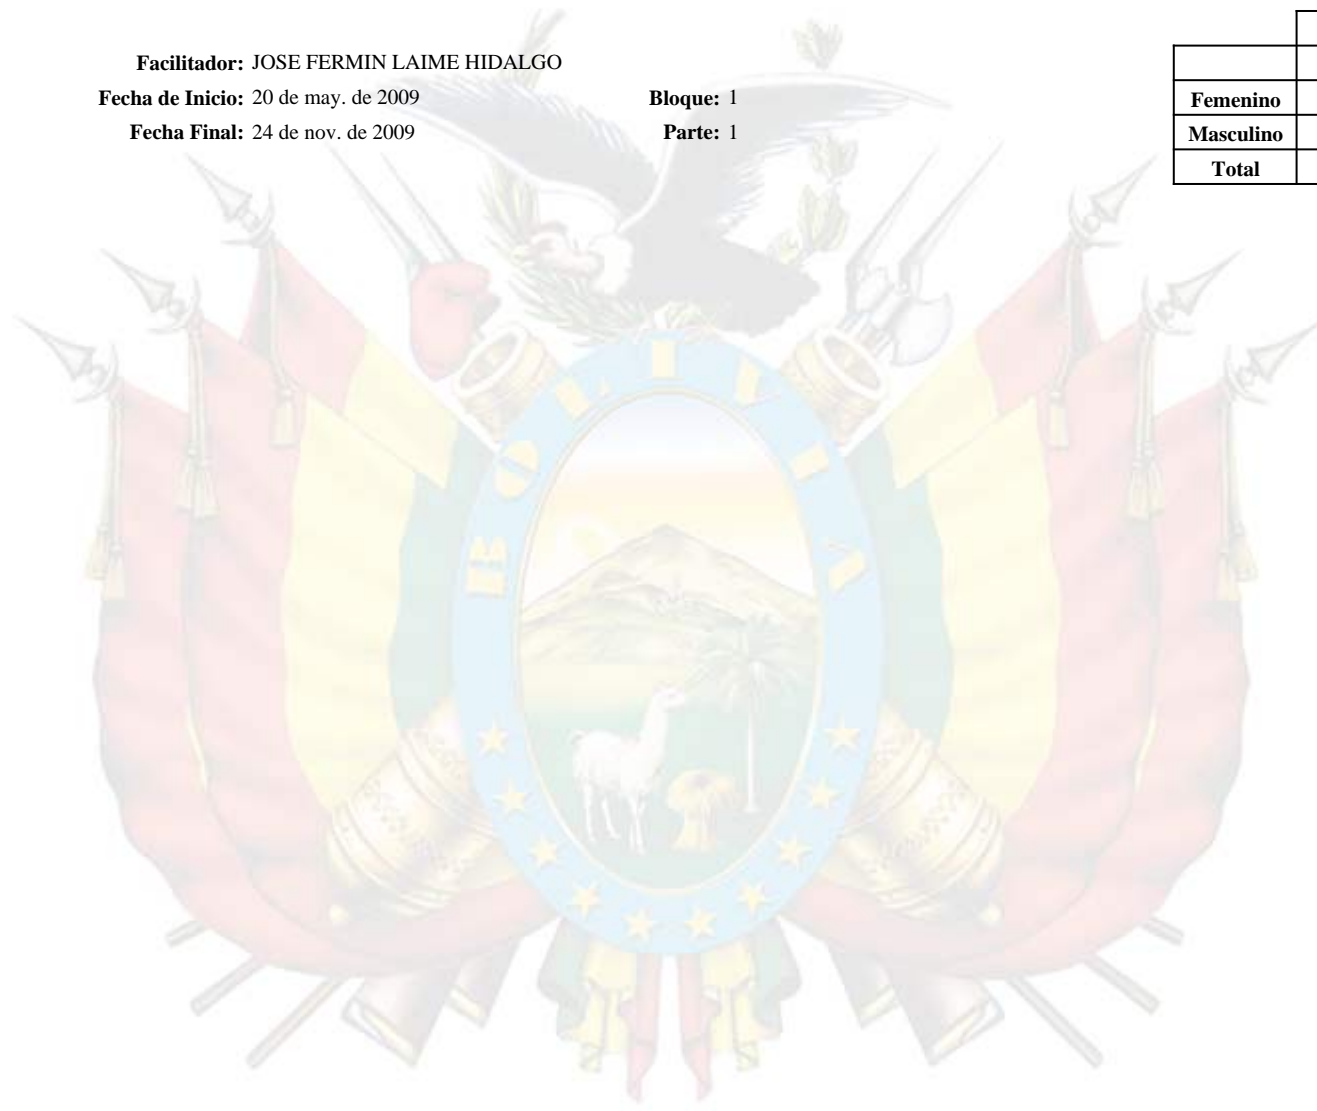 Facilitador: JOSE FERMIN LAIME HIDALGO
Fecha de Inicio: 20 de may. de 2009 Bloque: 1
Fecha Final: 24 de nov. de 2009 Parte: 1
Femenino
Masculino
Total
BOLIVIA